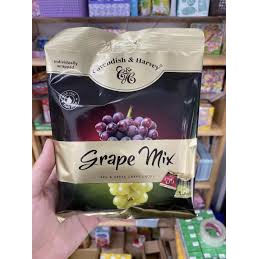 individually
wrapped
Cavendish & Harvey
C&H
Grape Mix